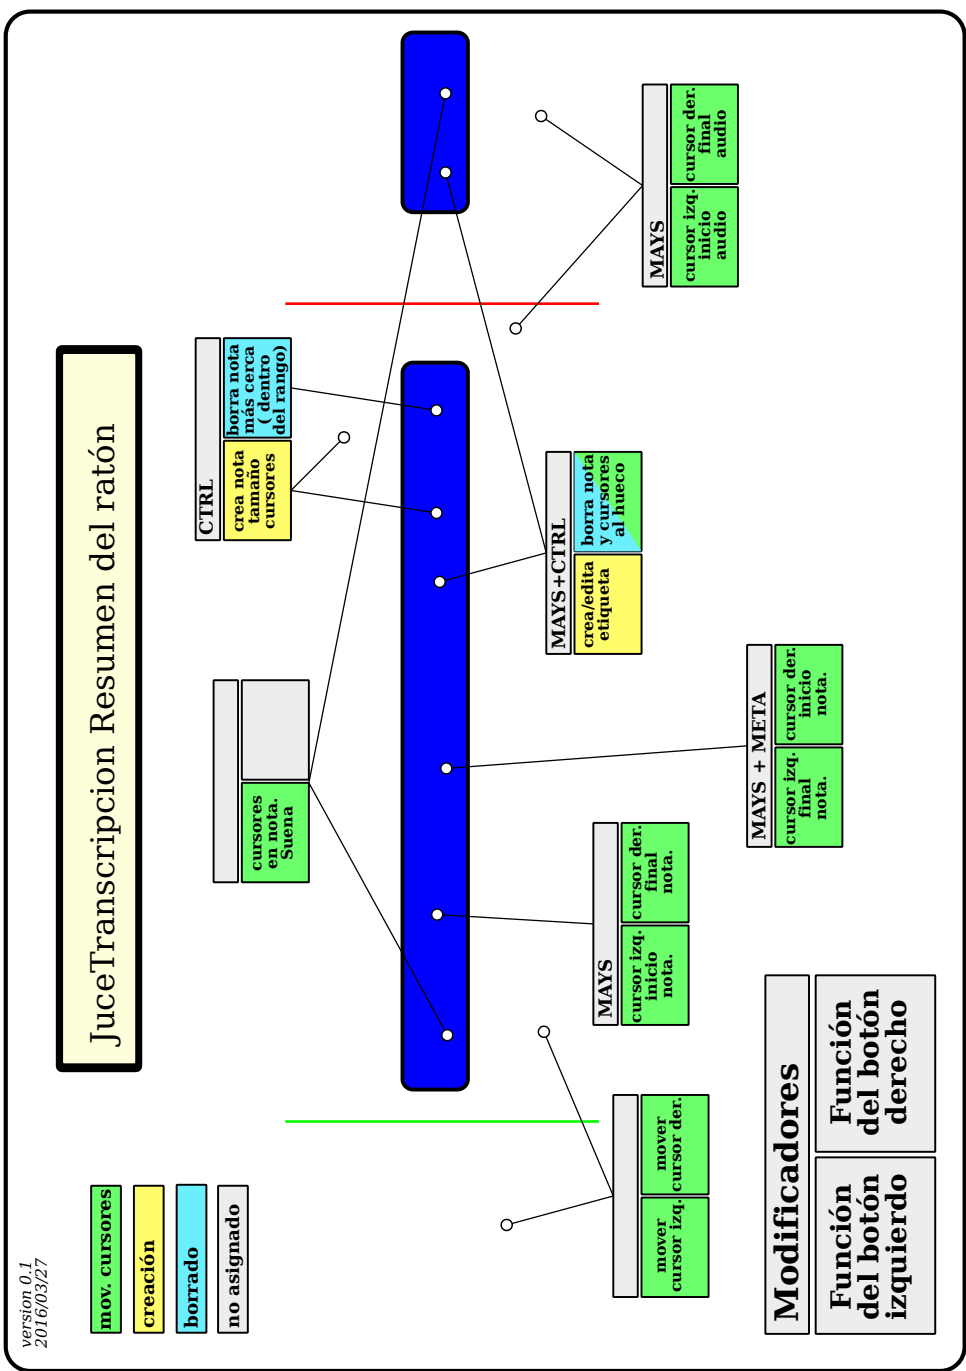 version 0.1
2016/03/27
JuceTranscripcion Resumen del ratón
mov. cursores
creación
borrado
no asignado
cursores
en nota.
Suena
CTRL
crea nota
tamaño
cursores
borra nota
más cerca
( dentro
del rango)
mover
cursor izq.
mover
cursor der.
MAYS
cursor izq.
inicio
nota.
cursor der.
final
nota.
MAYS + META
cursor izq.
final
nota.
cursor der.
inicio
nota.
MAYS+CTRL
crea/edita
etiqueta
borra nota
y cursores
al hueco
MAYS
cursor izq.
inicio
audio
cursor der.
final
audio
Modificadores
Función
del botón
izquierdo
Función
del botón
derecho